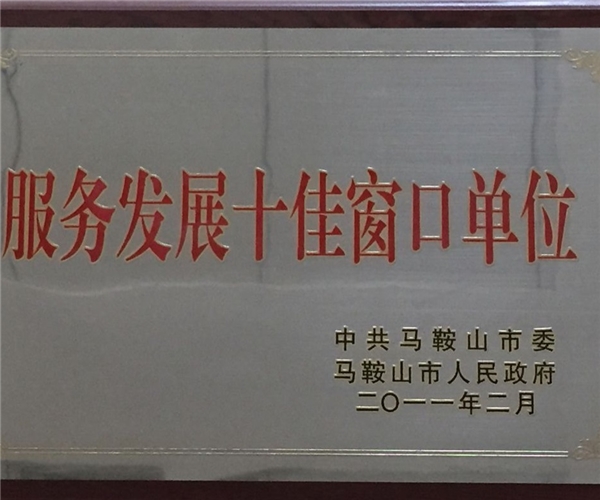 服务发展十佳窗口单位
中共马鞍山市委
马鞍山市人民政府
二〇一一年二月